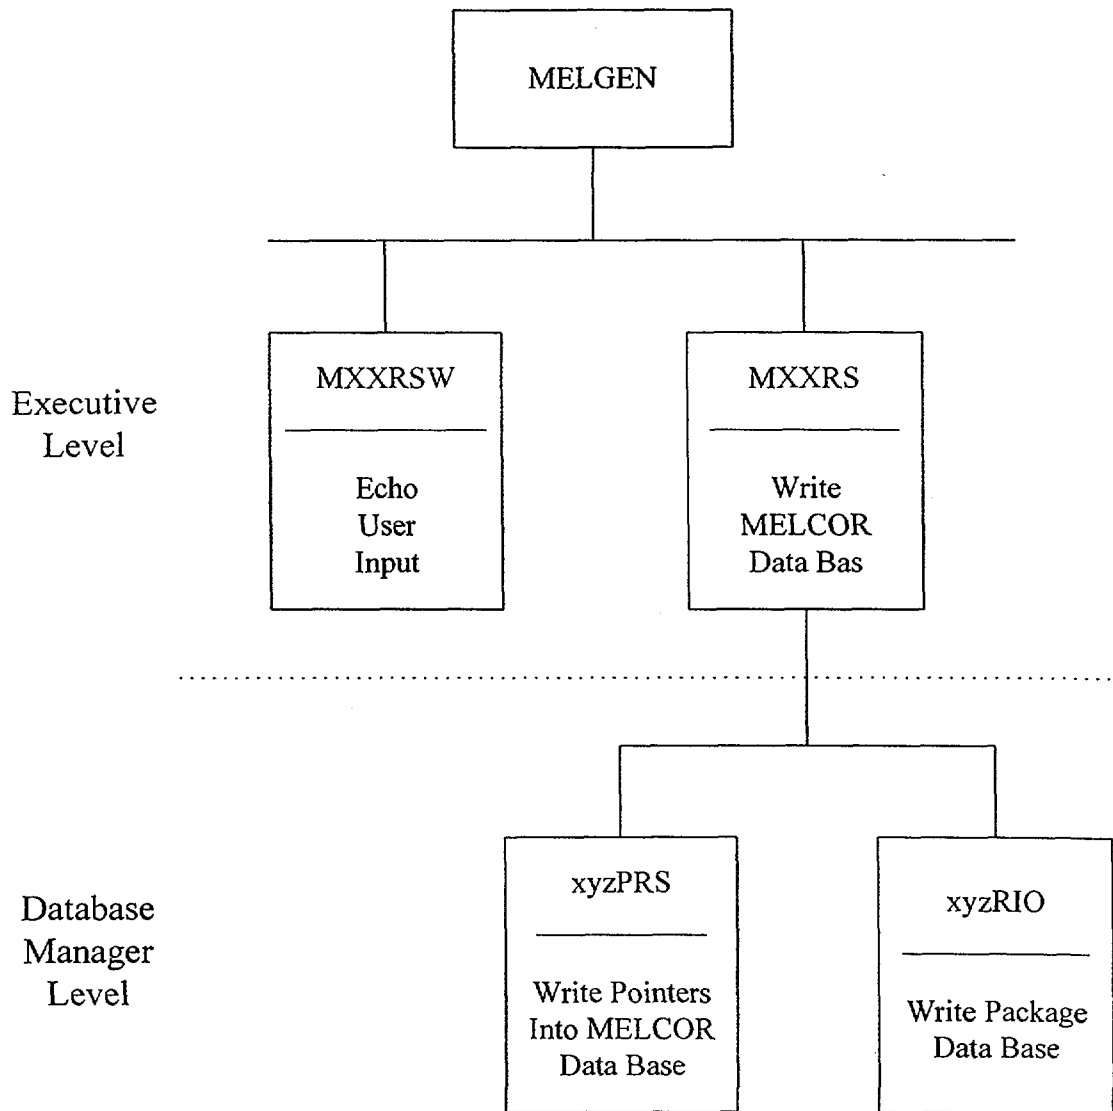 MELGEN
Executive
Level
MXXRSW
Echo
User
Input
MXXRS
Write
MELCOR
Data Bas
Database
Manager
Level
xyzPRS
Write Pointers
Into MELCOR
Data Base
xyzRIO
Write Package
Data Base